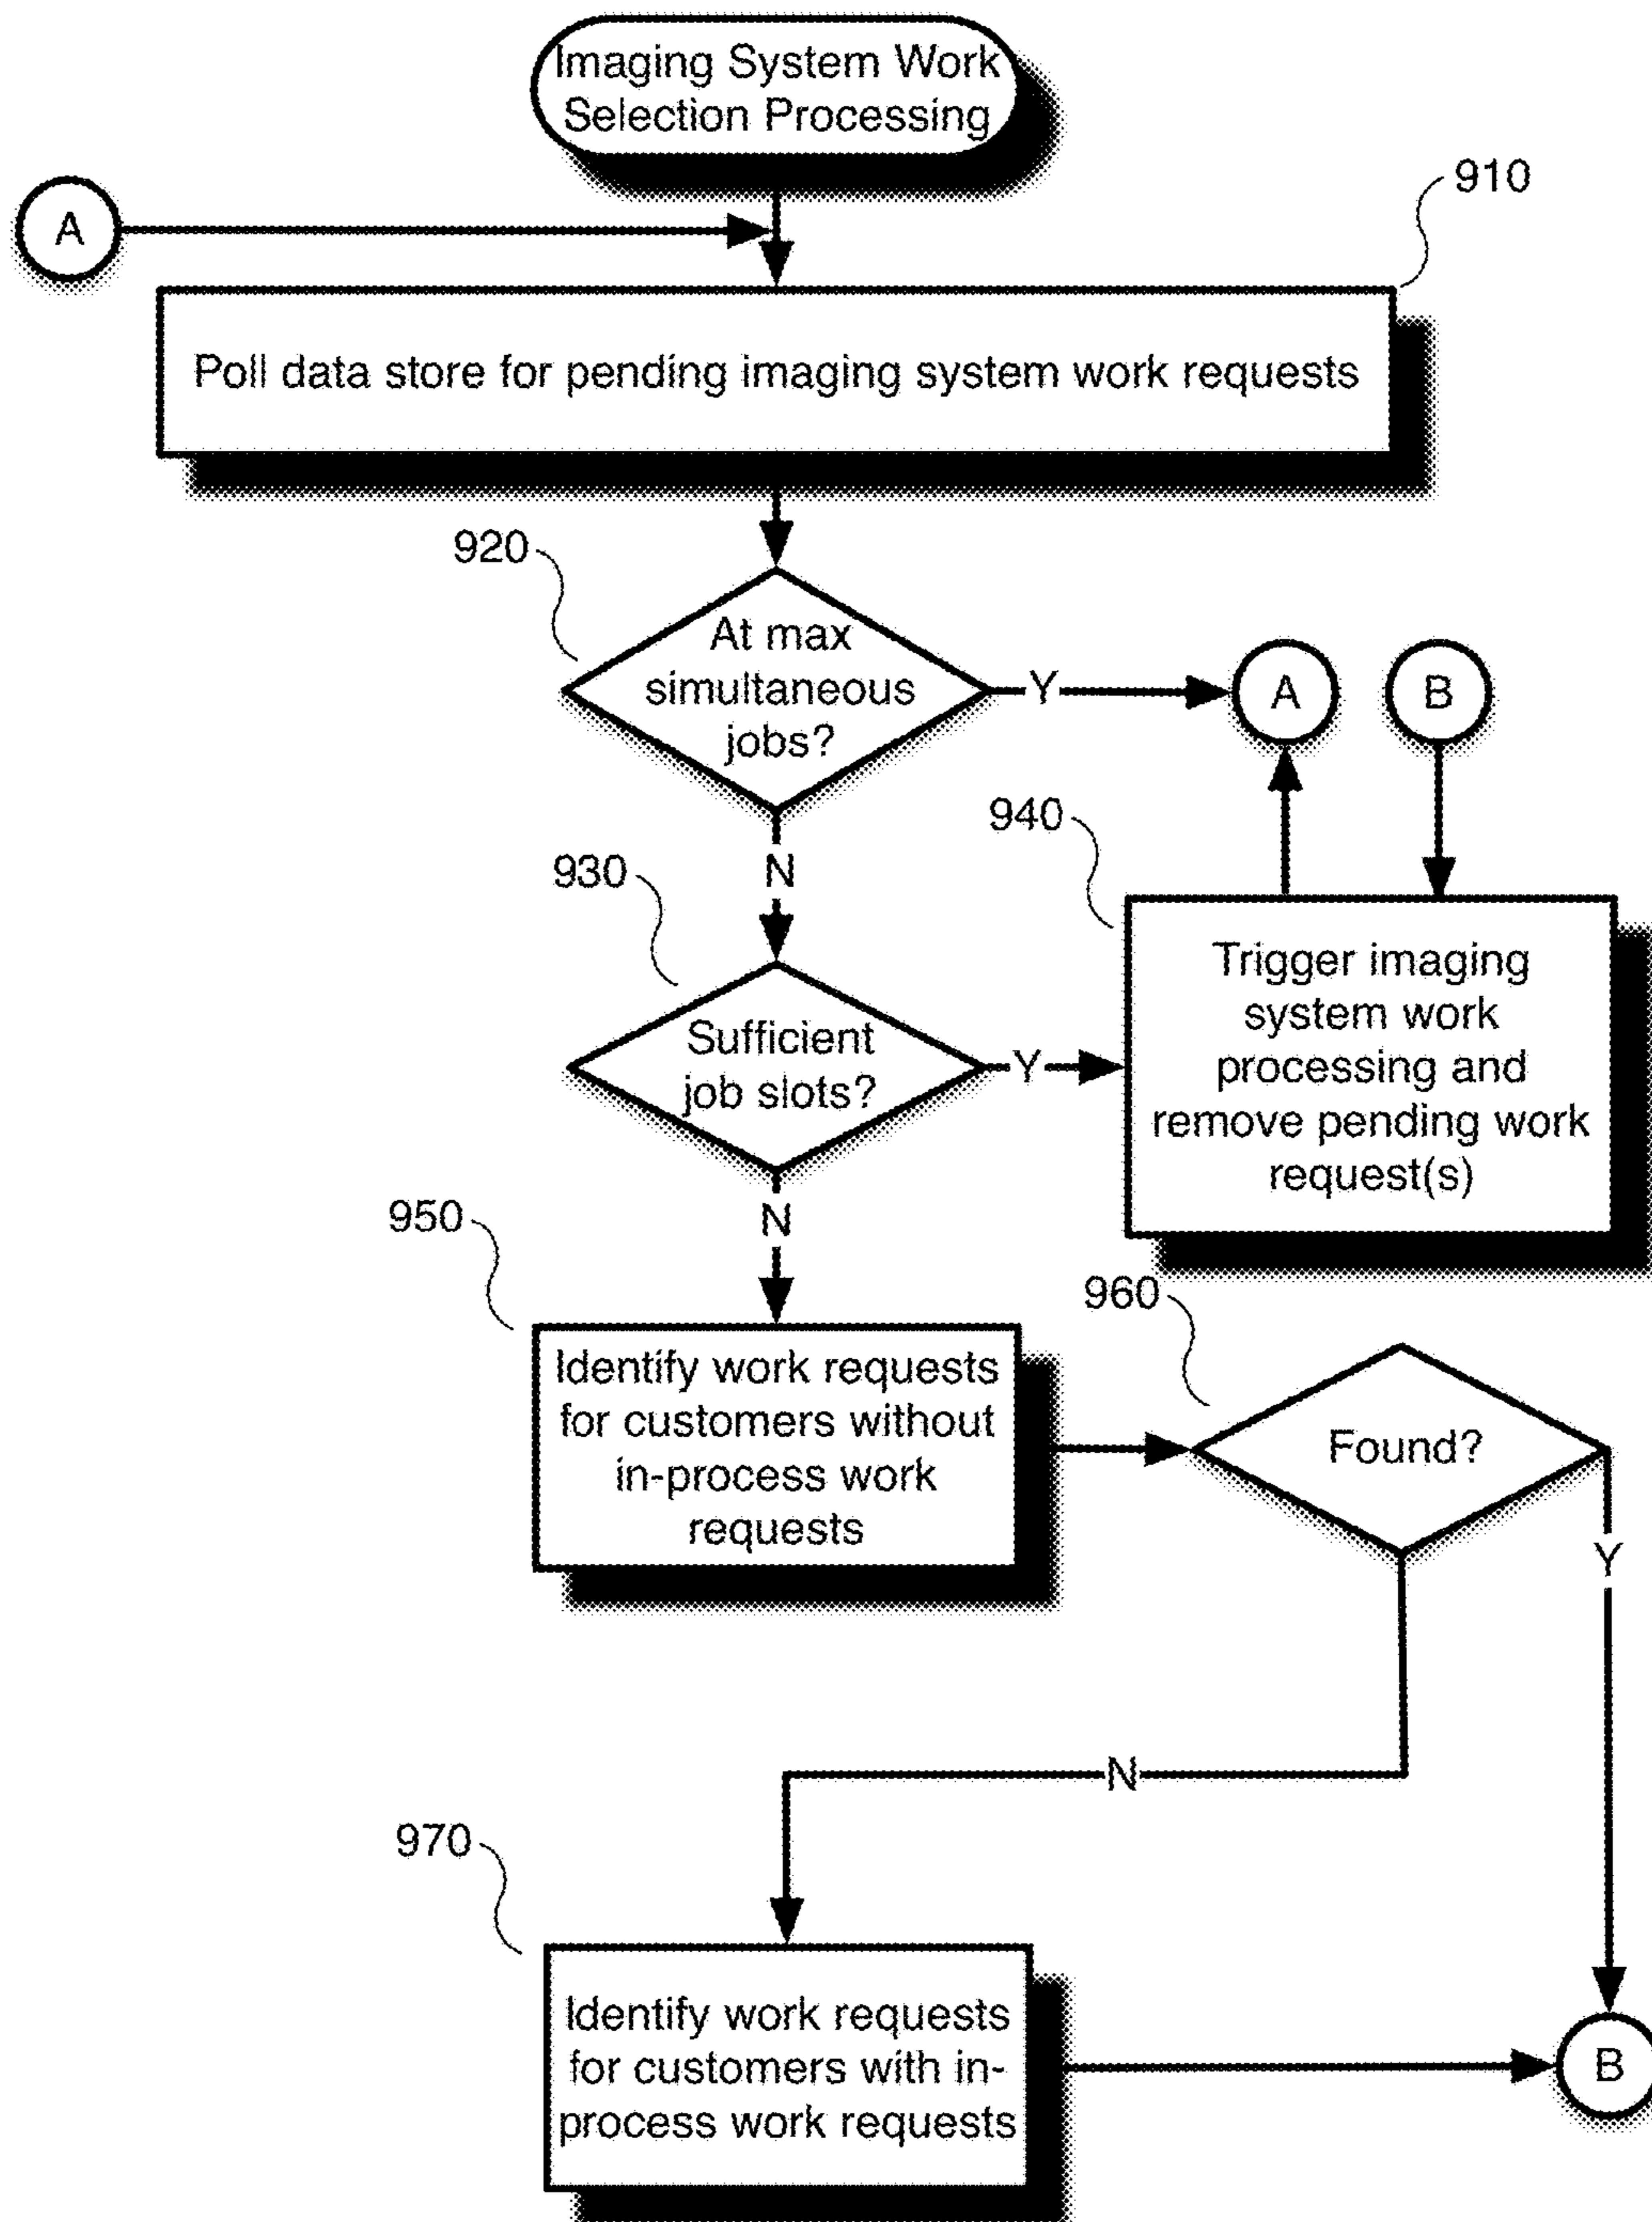 Imaging System Work
Selection Processing
910
A
Poll data store for pending imaging system work requests
920
At max
simultaneous
jobs?
Y
A
B
N
940
930
Trigger imaging
system work
processing and
remove pending work
request(s)
Sufficient
job slots?
Y
N
950
960
Identify work requests
for customers without
in-process work
requests
Found?
Y
N
970
Identify work requests
for customers with in-
process work requests
B